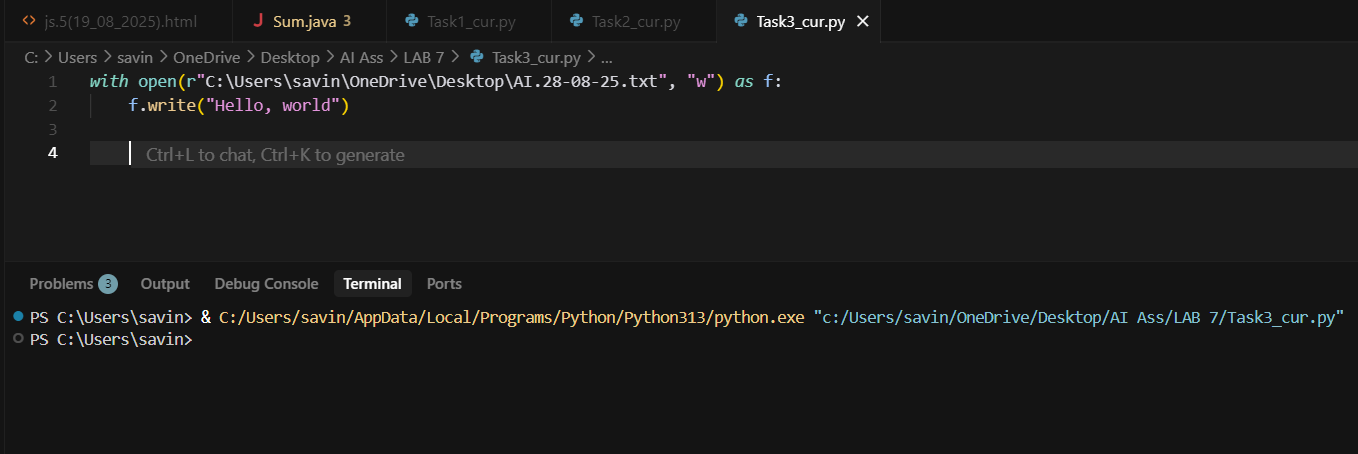 js.5(19_08_2025).html Sum.java 3 Task1_cur.py Task2_cur.py Task3_cur.py
C: > Users > savin > OneDrive > Desktop > AI Ass > LAB 7 > Task3_cur.py > ...
1 with open(r"C:\Users\savin\OneDrive\Desktop\AI.28-08-25.txt", "w") as f:
2     f.write("Hello, world")
3
4     Ctrl+L to chat, Ctrl+K to generate
Problems 3 Output Debug Console Terminal Ports
PS C:\Users\savin> & C:/Users/savin/AppData/Local/Programs/Python/Python313/python.exe "c:/Users/savin/OneDrive/Desktop/AI Ass/LAB 7/Task3_cur.py"
PS C:\Users\savin>